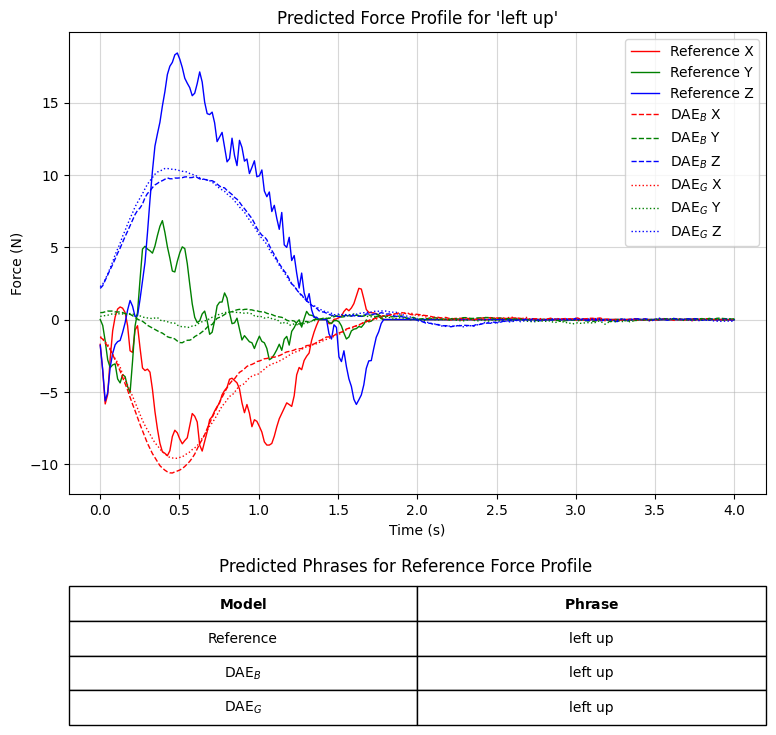 Predicted Force Profile for 'left up'
Reference X
Reference Y
Reference Z
DAE_B X
DAE_B Y
DAE_B Z
DAE_G X
DAE_G Y
DAE_G Z
Force (N)
15
10
5
0
−5
−10
0.0 0.5 1.0 1.5 2.0 2.5 3.0 3.5 4.0
Time (s)
Predicted Phrases for Reference Force Profile
Model Phrase
Reference left up
DAE_B left up
DAE_G left up